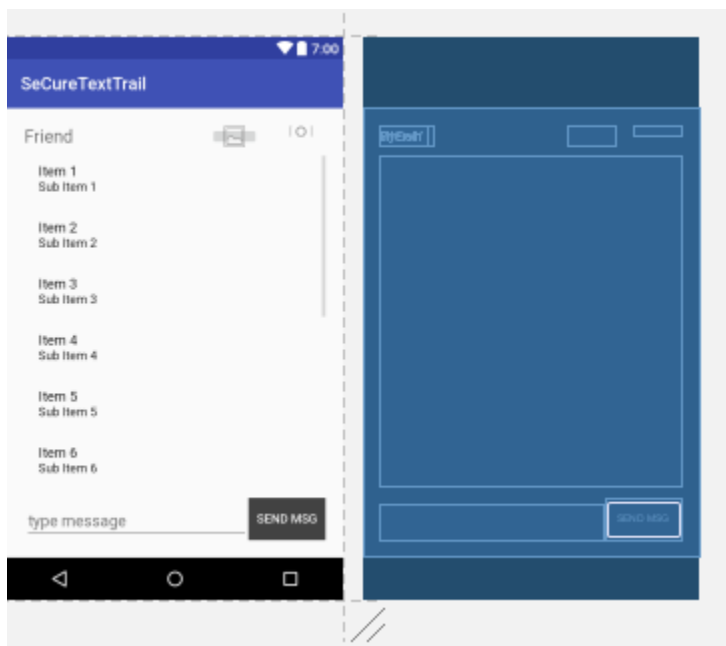 7:00
SeCureTextTrail
Friend
Item 1
Sub Item 1
Item 2
Sub Item 2
Item 3
Sub Item 3
Item 4
Sub Item 4
Item 5
Sub Item 5
Item 6
Sub Item 6
type message
SEND MSG
SEND MSG